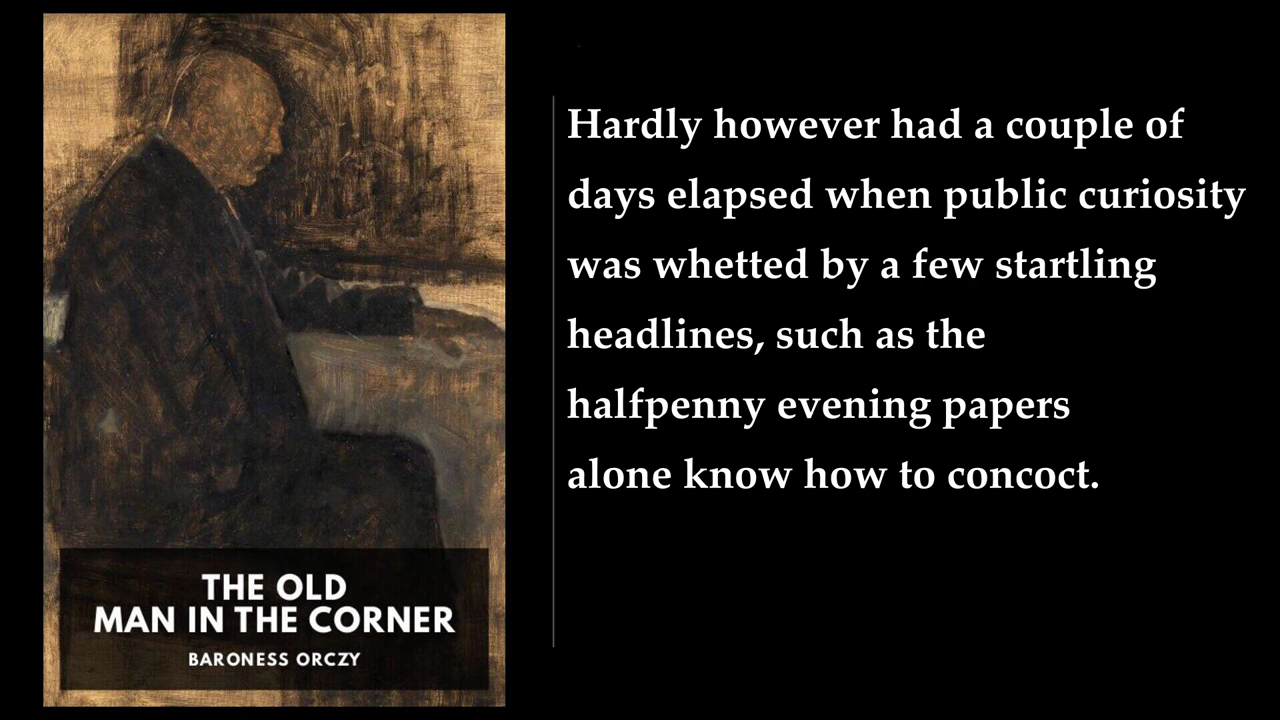 Hardly however had a couple of
days elapsed when public curiosity
was whetted by a few startling
headlines, such as the
halfpenny evening papers
alone know how to concoct.
THE OLD
MAN IN THE CORNER
BARONESS ORCZY